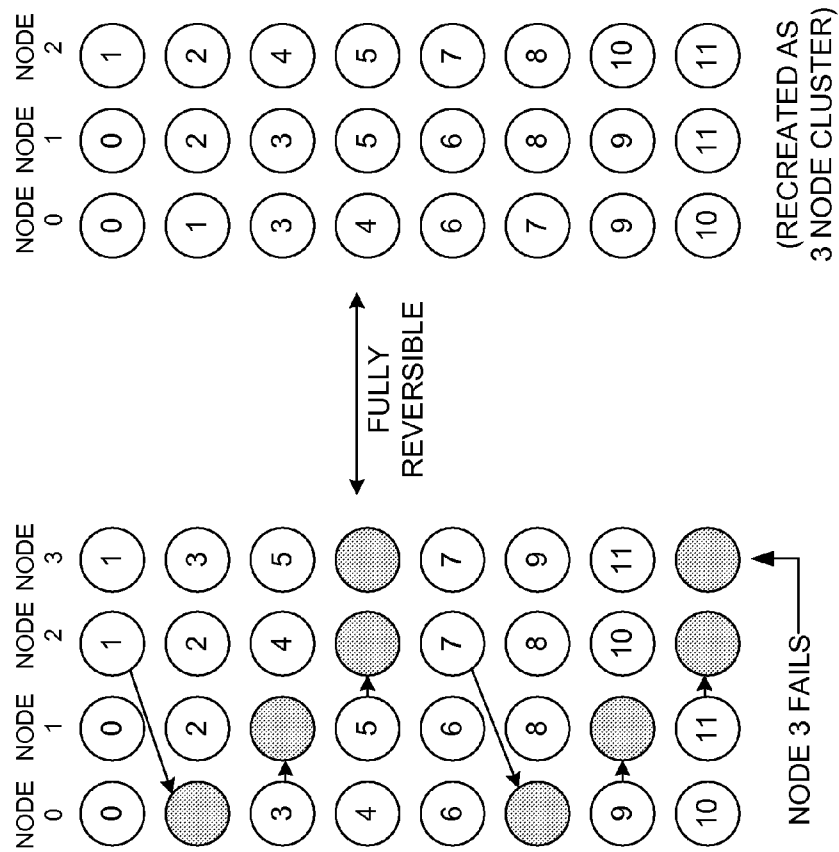 NODE NODE NODE NODE
0 1 2 3
0 0 1 1
2 2 3
3 4 5
4 5
6 6 7 7
8 8 9
9 10 11
10 11
NODE 3 FAILS
FULLY
REVERSIBLE
NODE NODE NODE
0 1 2
0 0 1
1 2 2
3 3 4
4 5 5
6 6 7
7 8 8
9 9 10
10 11 11
(RECREATED AS
3 NODE CLUSTER)